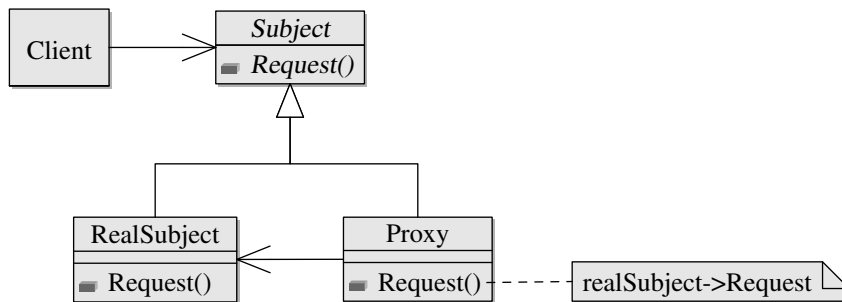 Client
Subject
Request()
RealSubject
Request()
Proxy
Request()
realSubject->Request